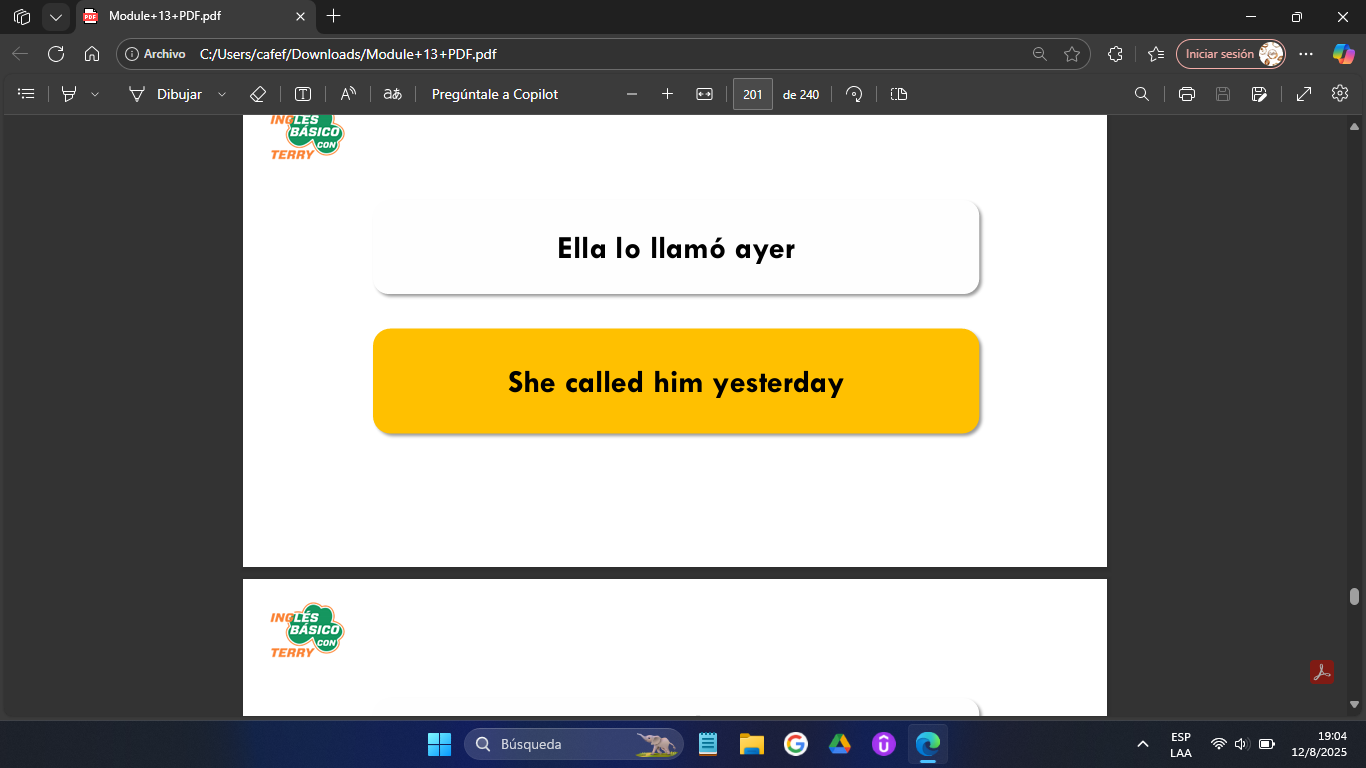 Module+13+PDF.pdf
Archivo C:/Users/cafef/Downloads/Module+13+PDF.pdf
Iniciar sesión
Dibujar
Pregúntale a Copilot
201 de 240
INGLÉS
BÁSICO
CON
TERRY
Ella lo llamó ayer
She called him yesterday
INGLÉS
BÁSICO
CON
TERRY
Búsqueda
ESP
LAA
19:04
12/8/2025